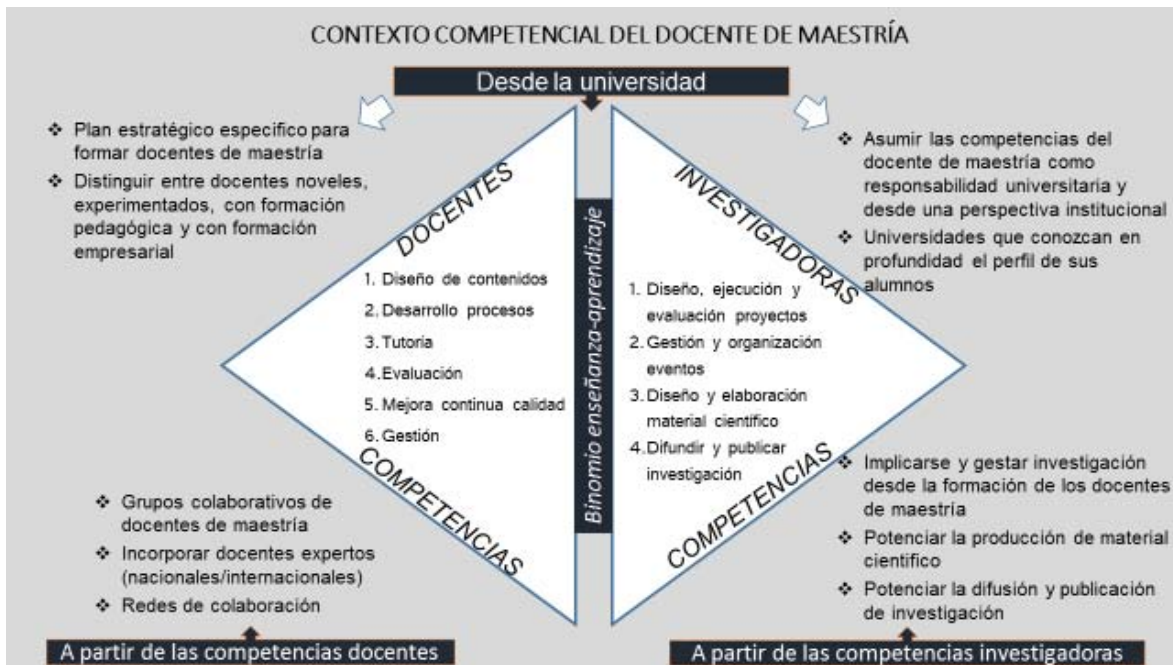 CONTEXTO COMPETENCIAL DEL DOCENTE DE MAESTRÍA
Desde la universidad
❖ Plan estratégico especifico para
formar docentes de maestría
❖ Distinguir entre docentes noveles,
experimentados, con formación
pedagógica y con formación
empresarial
❖ Asumir las competencias del
docente de maestría como
responsabilidad universitaria y
desde una perspectiva institucional
❖ Universidades que conozcan en
profundidad el perfil de sus
alumnos
DOCENTES
1. Diseño de contenidos
2. Desarrollo procesos
3. Tutoría
4. Evaluación
5. Mejora continua calidad
6. Gestión
COMPETENCIAS
Binomio enseñanza-aprendizaje
INVESTIGADORAS
1. Diseño, ejecución y
evaluación proyectos
2. Gestión y organización
eventos
3. Diseño y elaboración
material científico
4. Difundir y publicar
investigación
COMPETENCIAS
❖ Grupos colaborativos de
docentes de maestría
❖ Incorporar docentes expertos
(nacionales/internacionales)
❖ Redes de colaboración
A partir de las competencias docentes
❖ Implicarse y gestar investigación
desde la formación de los docentes
de maestría
❖ Potenciar la producción de material
científico
❖ Potenciar la difusión y publicación
de investigación
A partir de las competencias investigadoras